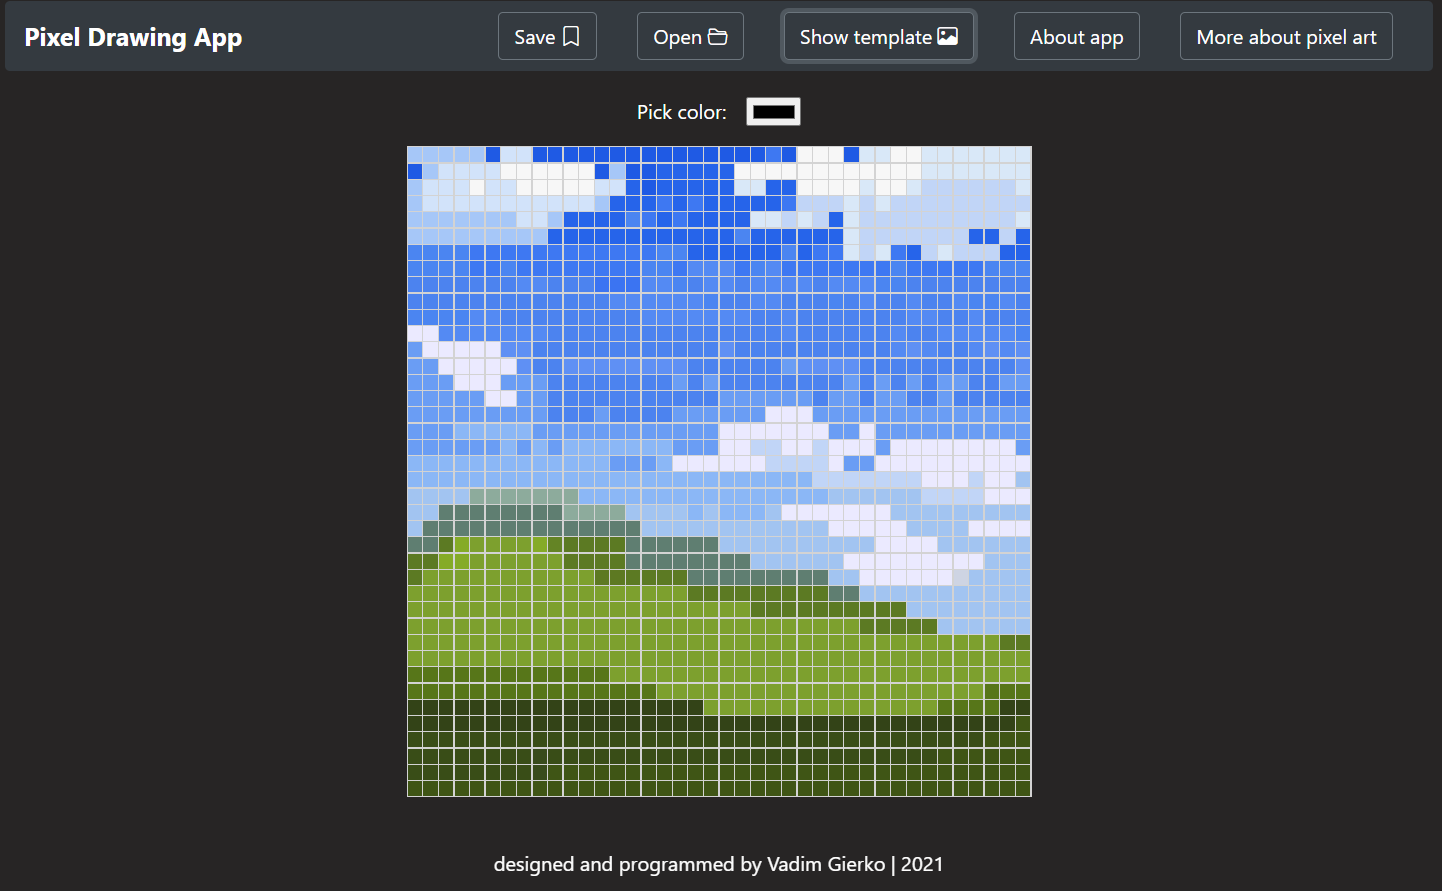 Pixel Drawing App
Save
Open
Show template
About app
More about pixel art
Pick color:
designed and programmed by Vadim Gierko | 2021